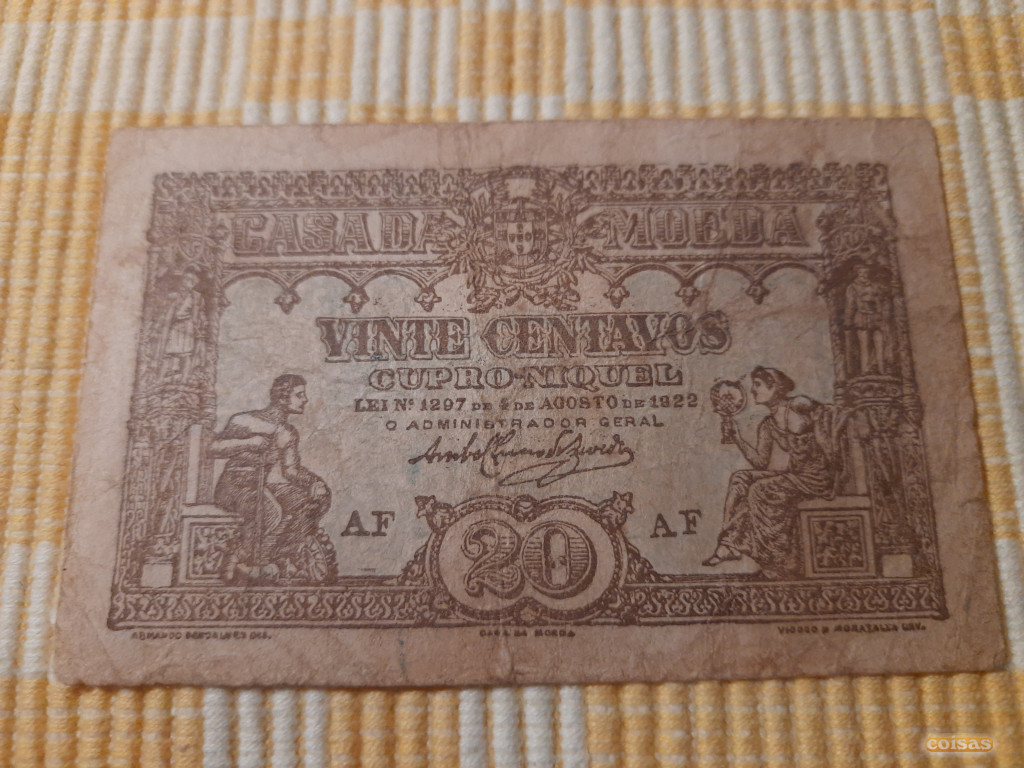 CASA DA MOEDA
VINTE CENTAVOS
CUPRO-NIQUEL
LEI Nº 1297 DE 4 DE AGOSTO DE 1922
O ADMINISTRADOR GERAL
AF AF
20
CASA DA MOEDA
coisas